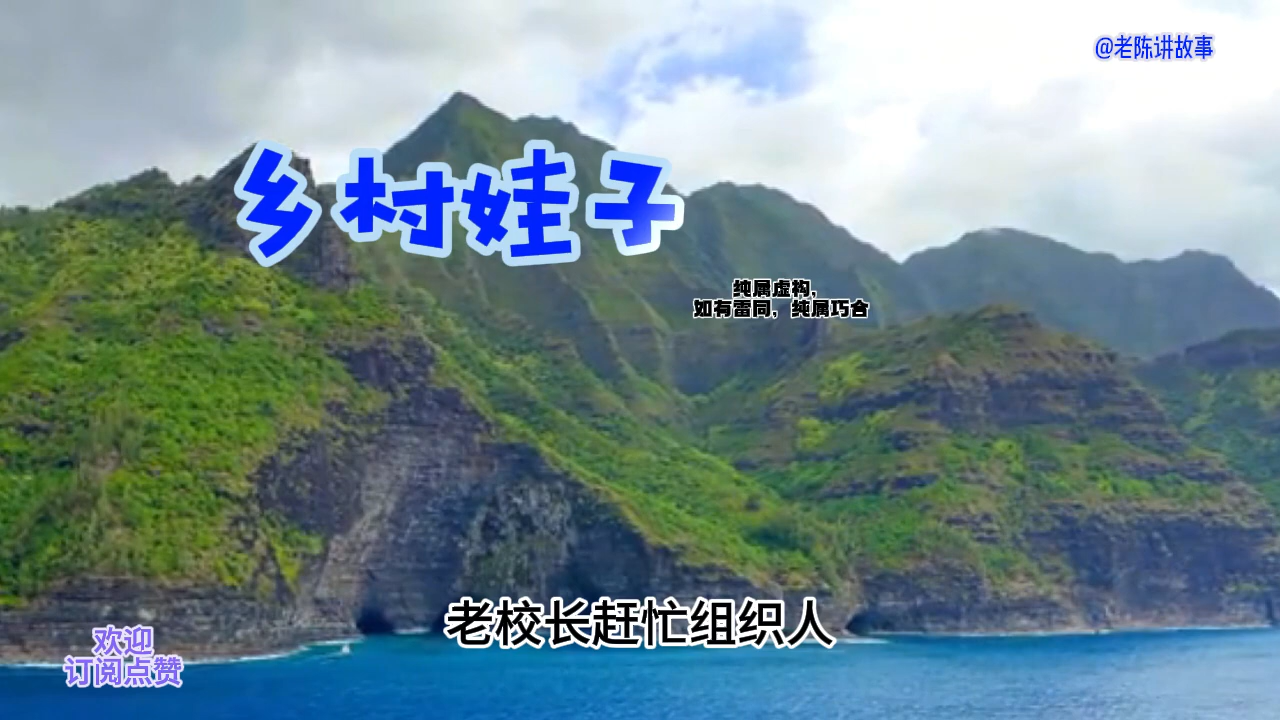 @老陈讲故事
乡村娃子
纯属虚构，
如有雷同，纯属巧合
老校长赶忙组织人
欢迎
订阅点赞